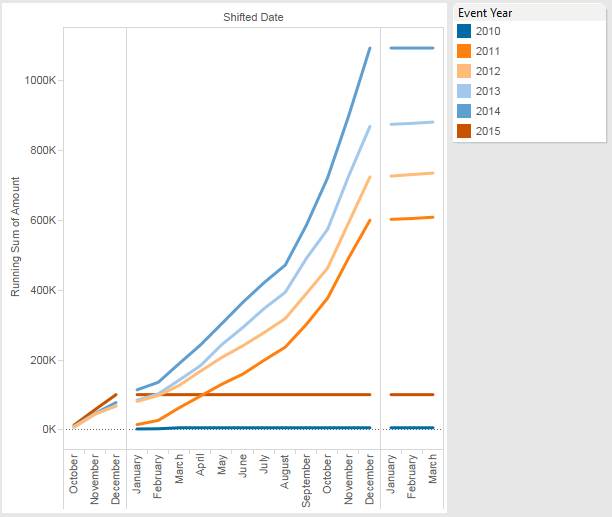 Shifted Date
Event Year
2010
2011
2012
2013
2014
2015
Running Sum of Amount
1000K
800K
600K
400K
200K
0K
October
November
December
January
February
March
April
May
June
July
August
September
October
November
December
January
February
March